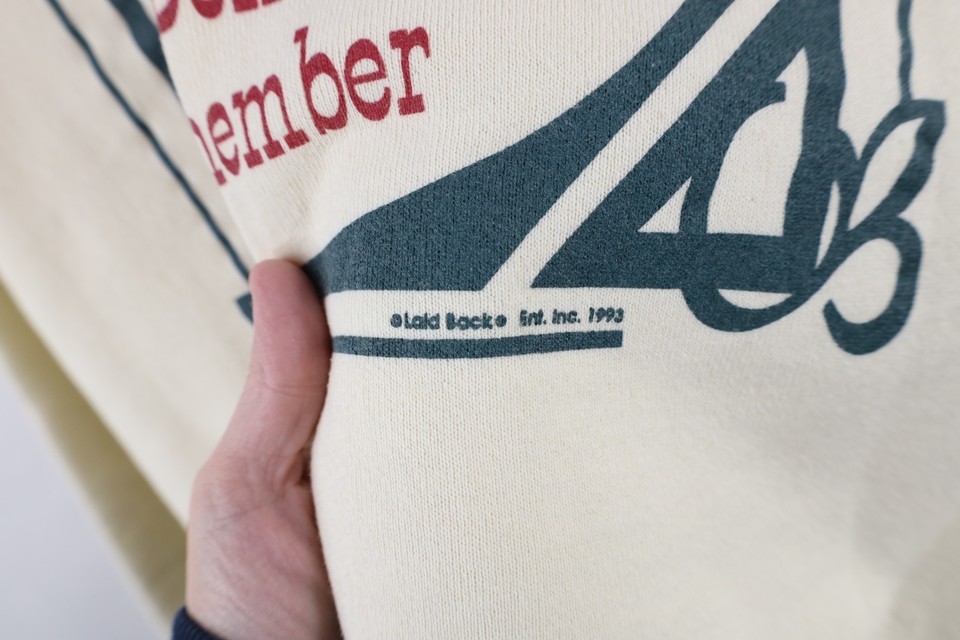 member
®Laid Back® Ent. Inc. 1993